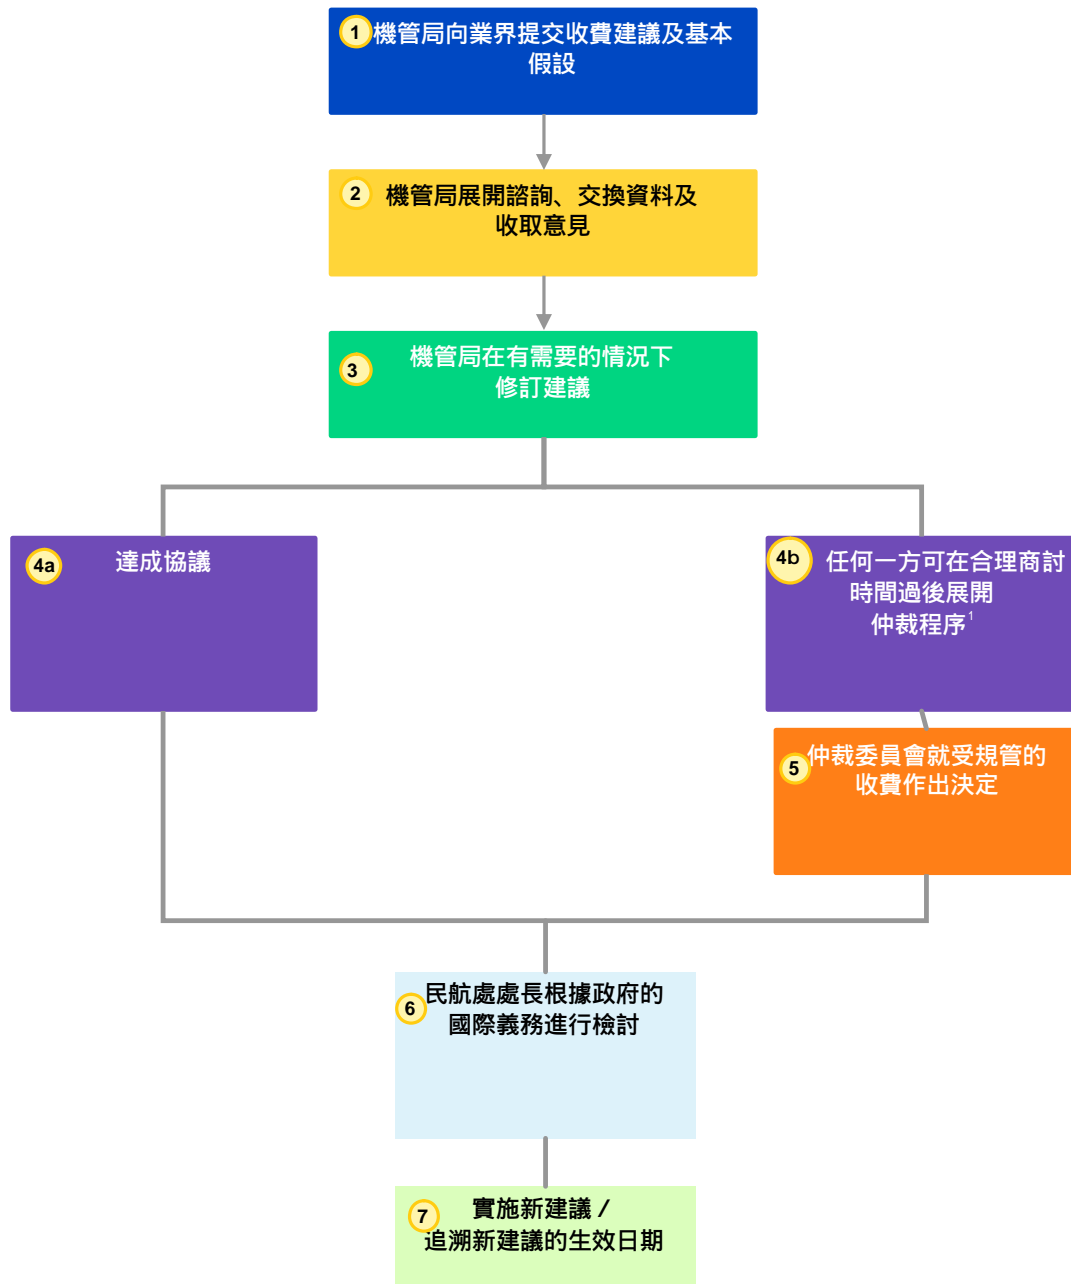 1 機管局向業界提交收費建議及基本
假設
2 機管局展開諮詢、交換資料及
收取意見
3 機管局在有需要的情況下
修訂建議
4a 達成協議
4b 任何一方可在合理商討
時間過後展開
仲裁程序¹
5 仲裁委員會就受規管的
收費作出決定
6 民航處處長根據政府的
國際義務進行檢討
7 實施新建議 /
追溯新建議的生效日期